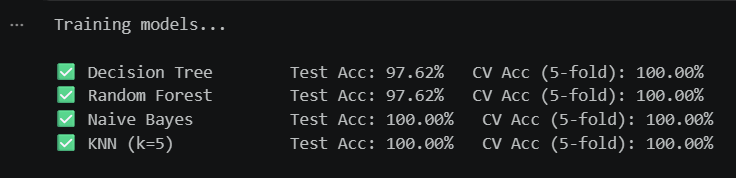 ... Training models...
✅ Decision Tree Test Acc: 97.62% CV Acc (5-fold): 100.00%
✅ Random Forest Test Acc: 97.62% CV Acc (5-fold): 100.00%
✅ Naive Bayes Test Acc: 100.00% CV Acc (5-fold): 100.00%
✅ KNN (k=5) Test Acc: 100.00% CV Acc (5-fold): 100.00%